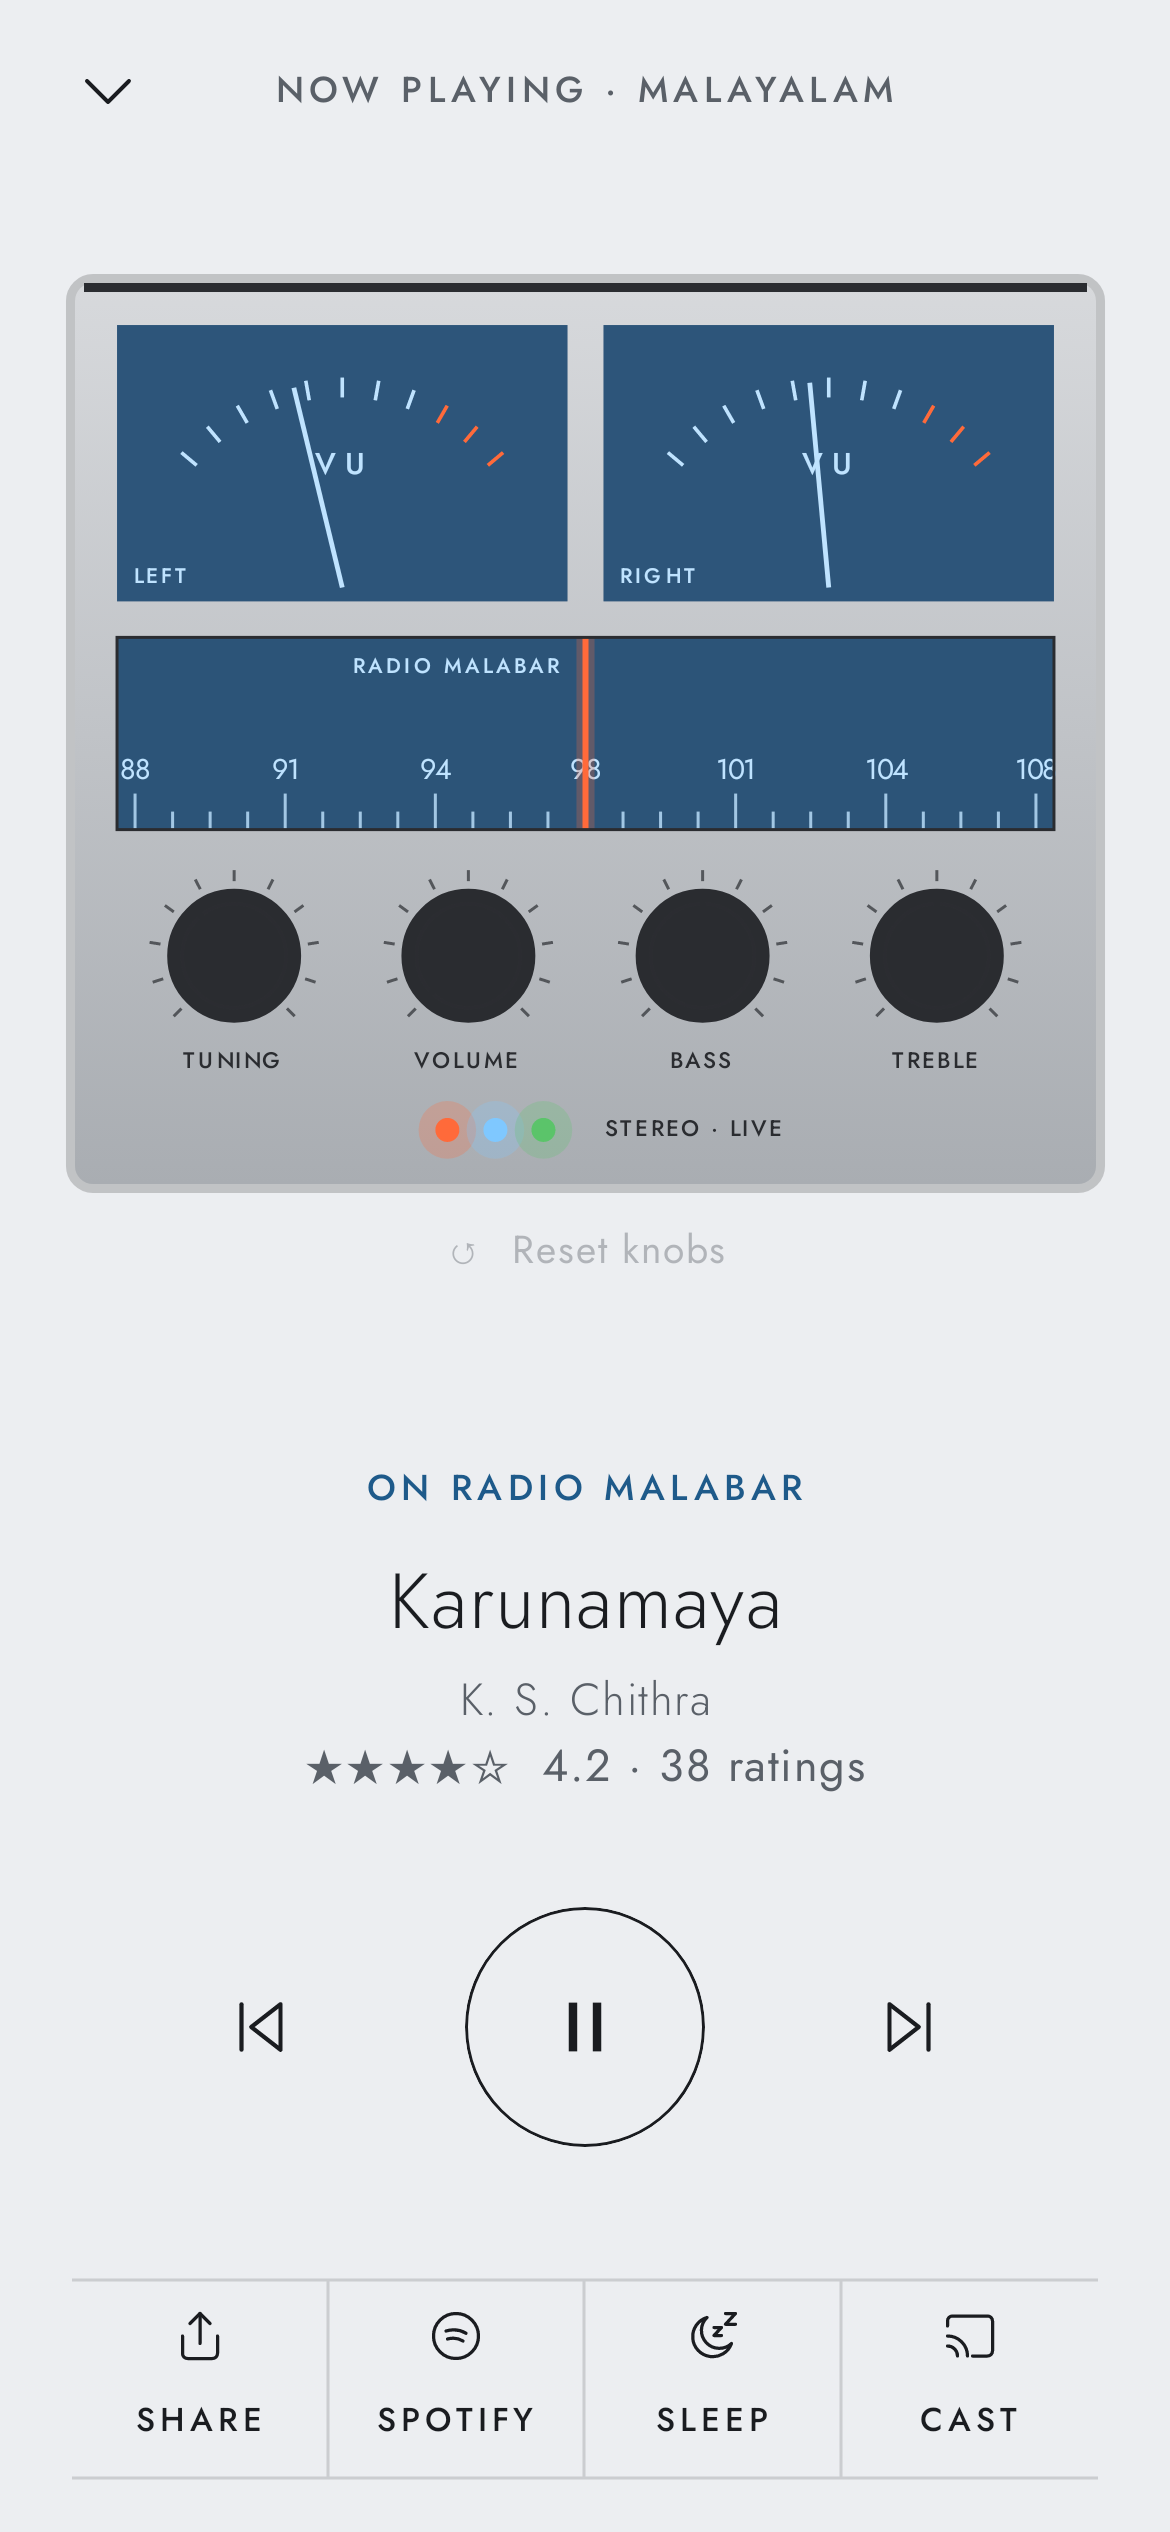 NOW PLAYING · MALAYALAM
VU VU
LEFT RIGHT
RADIO MALABAR
88 91 94 98 101 104 108
TUNING VOLUME BASS TREBLE
STEREO · LIVE
Reset knobs
ON RADIO MALABAR
Karunamaya
K. S. Chithra
★★★★☆ 4.2 · 38 ratings
SHARE SPOTIFY SLEEP CAST